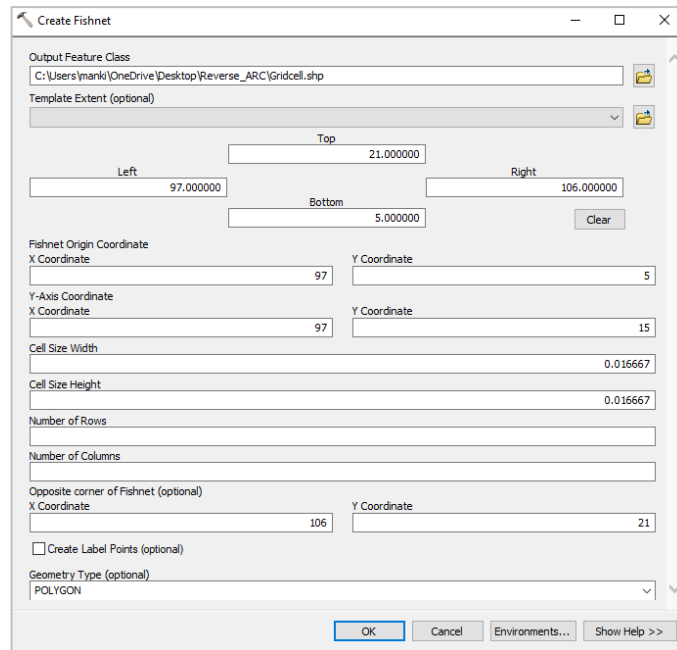 Create Fishnet
Output Feature Class
C:\Users\manki\OneDrive\Desktop\Reverse_ARC\Gridcell.shp
Template Extent (optional)
Top
21.000000
Left Right
97.000000 106.000000
Bottom
5.000000
Clear
Fishnet Origin Coordinate
X Coordinate Y Coordinate
97 5
Y-Axis Coordinate
X Coordinate Y Coordinate
97 15
Cell Size Width
0.016667
Cell Size Height
0.016667
Number of Rows
Number of Columns
Opposite corner of Fishnet (optional)
X Coordinate Y Coordinate
106 21
Create Label Points (optional)
Geometry Type (optional)
POLYGON
OK Cancel Environments... Show Help >>